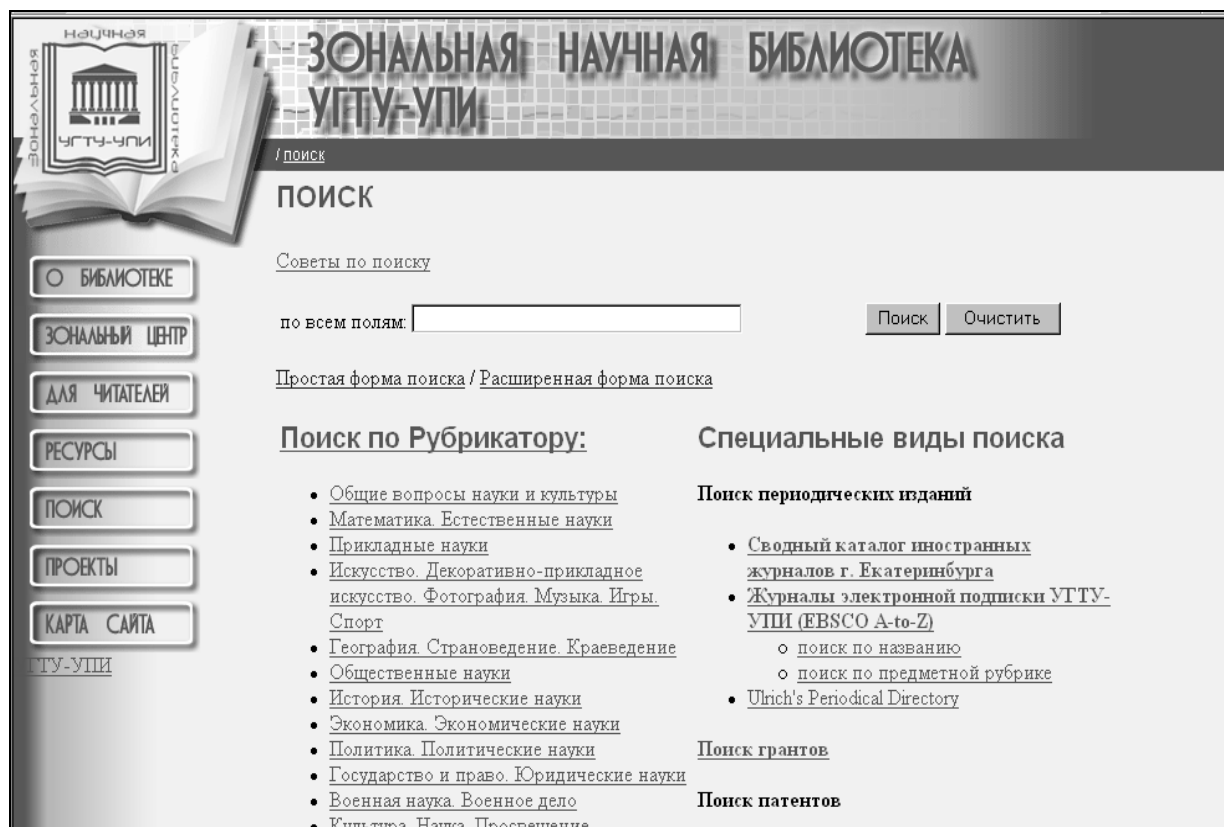 научная
зональная
библиотека
УГТУ-УПИ
ЗОНАЛЬНАЯ НАУЧНАЯ БИБЛИОТЕКА
УГТУ-УПИ
/ поиск
ПОИСК
Советы по поиску
по всем полям:
Поиск
Очистить
Простая форма поиска / Расширенная форма поиска
О БИБЛИОТЕКЕ
ЗОНАЛЬНЫЙ ЦЕНТР
ДЛЯ ЧИТАТЕЛЕЙ
РЕСУРСЫ
ПОИСК
ПРОЕКТЫ
КАРТА САЙТА
ГТУ-УПИ
Поиск по Рубрикатору:
Общие вопросы науки и культуры
Математика. Естественные науки
Прикладные науки
Искусство. Декоративно-прикладное
искусство. Фотография. Музыка. Игры.
Спорт
География. Страноведение. Краеведение
Общественные науки
История. Исторические науки
Экономика. Экономические науки
Политика. Политические науки
Государство и право. Юридические науки
Военная наука. Военное дело
Культура. Наука. Просвещение
Специальные виды поиска
Поиск периодических изданий
Сводный каталог иностранных
журналов г. Екатеринбурга
Журналы электронной подписки УГТУ-
УПИ (EBSCO A-to-Z)
поиск по названию
поиск по предметной рубрике
Ulrich's Periodical Directory
Поиск грантов
Поиск патентов